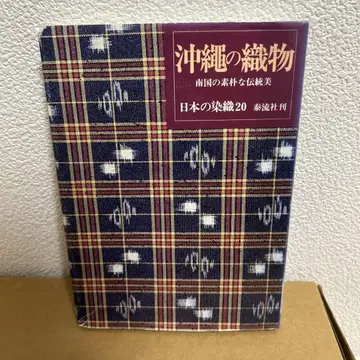 沖縄の織物
南国の素朴な伝統美
日本の染織20 泰流社刊